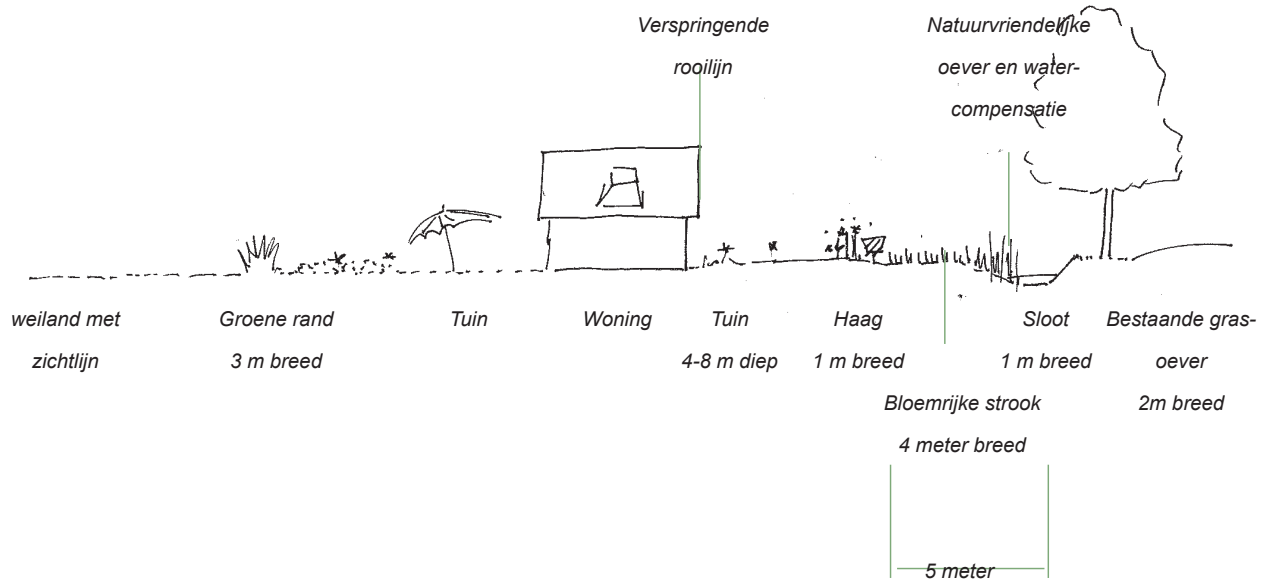 Verspringende
rooilijn
Natuurvriendelijke
oever en water-
compensatie
weiland met
zichtlijn
Groene rand
3 m breed
Tuin
Woning
Tuin
4-8 m diep
Haag
1 m breed
Sloot
1 m breed
Bestaande gras-
oever
2m breed
Bloemrijke strook
4 meter breed
5 meter